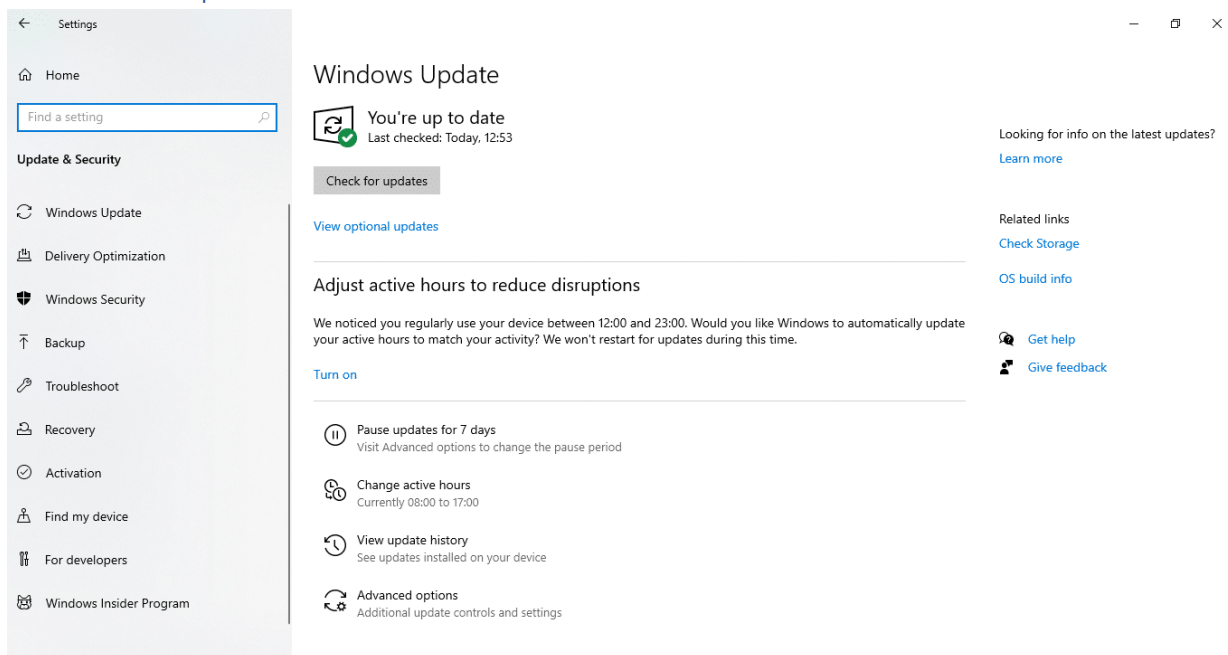 Settings
Home
Find a setting
Update & Security
Windows Update
Delivery Optimization
Windows Security
Backup
Troubleshoot
Recovery
Activation
Find my device
For developers
Windows Insider Program
Windows Update
You're up to date
Last checked: Today, 12:53
Check for updates
View optional updates
Adjust active hours to reduce disruptions
We noticed you regularly use your device between 12:00 and 23:00. Would you like Windows to automatically update
your active hours to match your activity? We won't restart for updates during this time.
Turn on
Pause updates for 7 days
Visit Advanced options to change the pause period
Change active hours
Currently 08:00 to 17:00
View update history
See updates installed on your device
Advanced options
Additional update controls and settings
Looking for info on the latest updates?
Learn more
Related links
Check Storage
OS build info
Get help
Give feedback